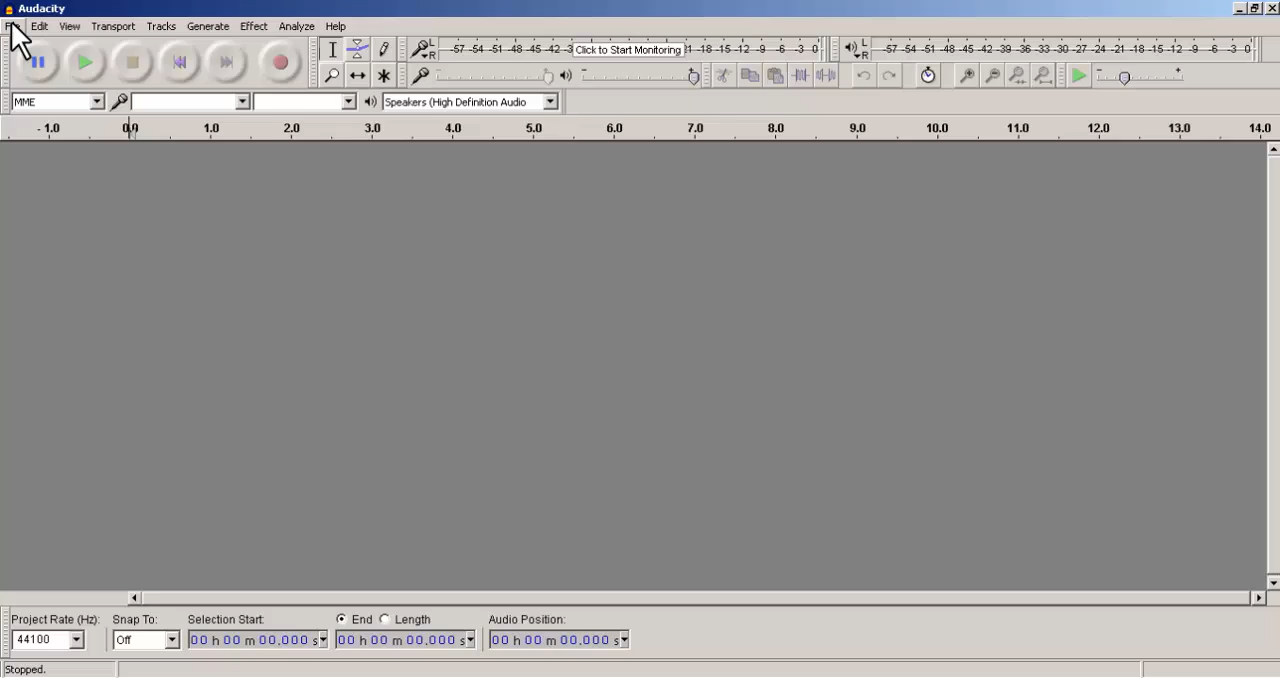 Audacity
Edit View Transport Tracks Generate Effect Analyze Help
L -57 -54 -51 -48 -45 -42 -3 Click to Start Monitoring -21 -18 -15 -12 -9 -6 -3 0 L -57 -54 -51 -48 -45 -42 -39 -36 -33 -30 -27 -24 -21 -18 -15 -12 -9 -6 -3 0
R R
- + - + - +
MME Speakers (High Definition Audio
- 1.0 0.0 1.0 2.0 3.0 4.0 5.0 6.0 7.0 8.0 9.0 10.0 11.0 12.0 13.0 14.0
Project Rate (Hz): Snap To: Selection Start: End Length Audio Position:
44100 Off 00 h 00 m 00.000 s 00 h 00 m 00.000 s 00 h 00 m 00.000 s
Stopped.